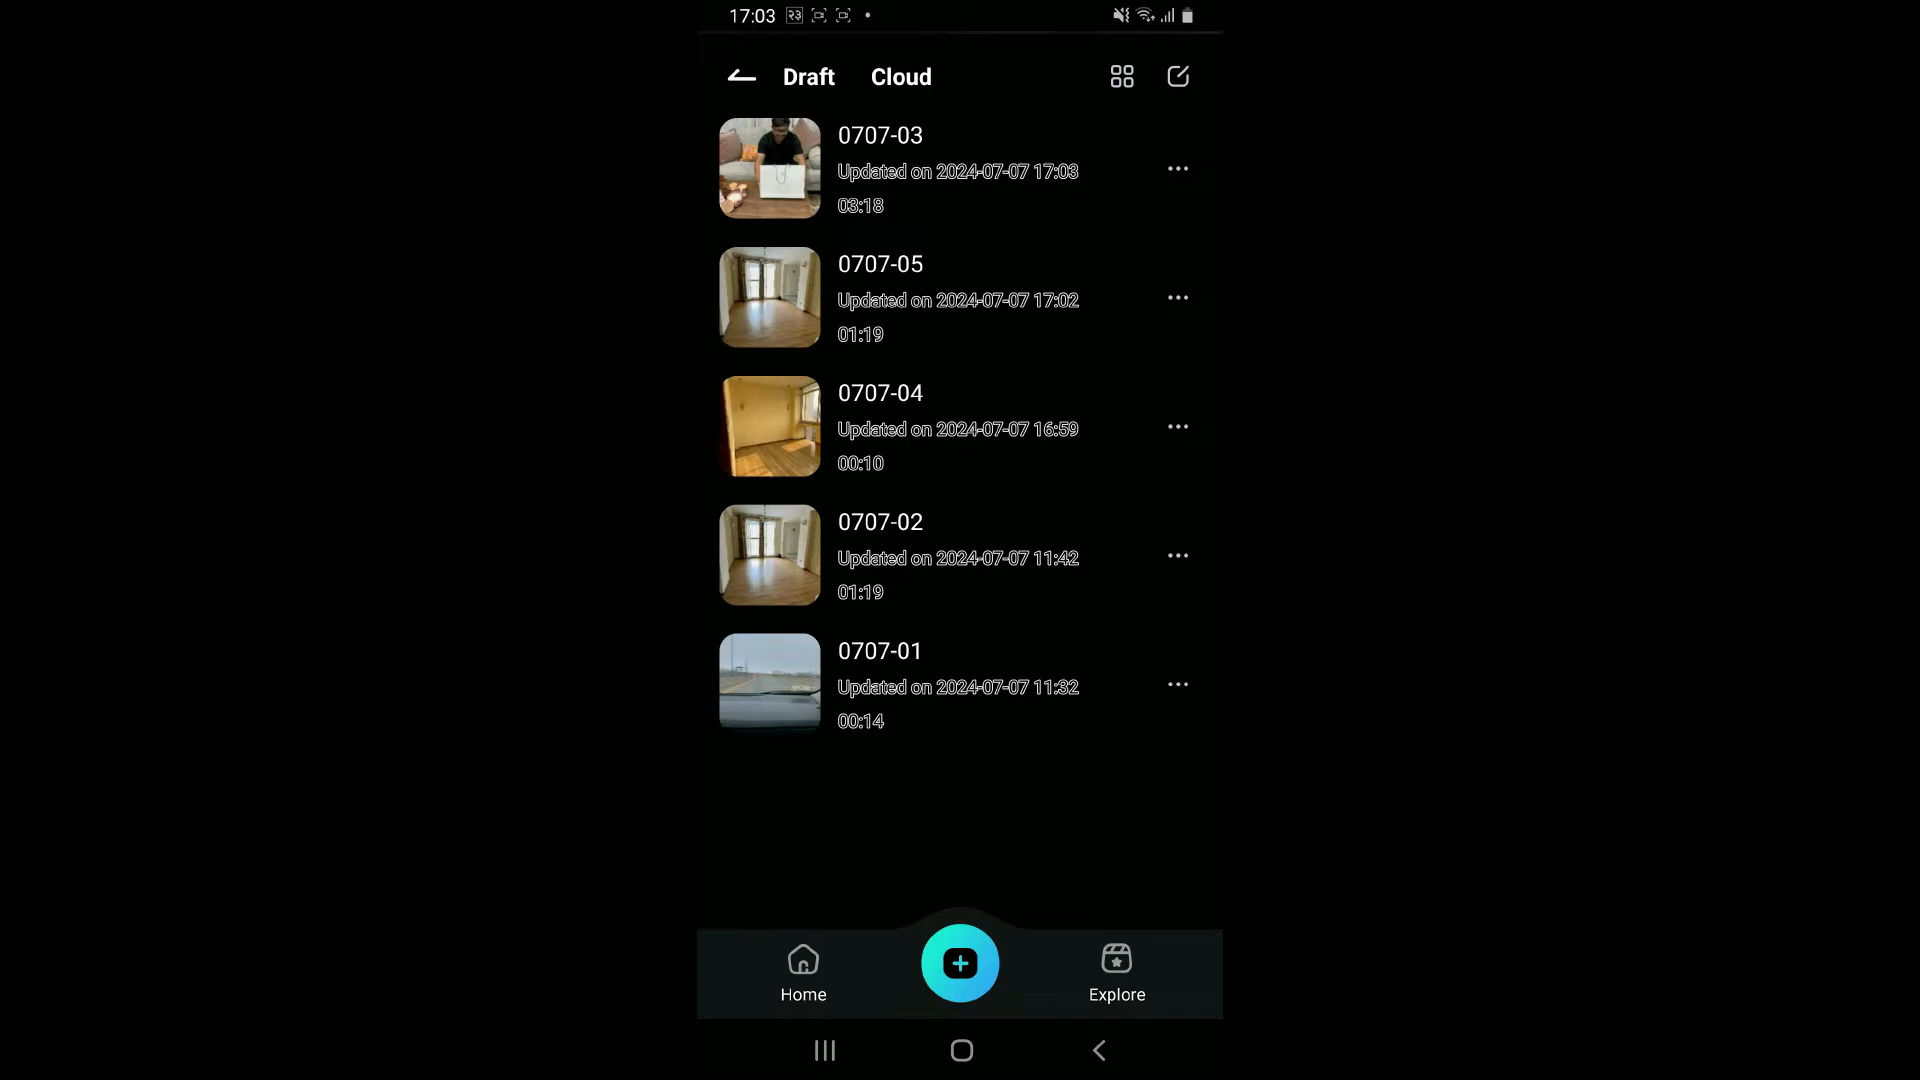 17:03 २३
Draft Cloud
0707-03
Updated on 2024-07-07 17:03
03:18
0707-05
Updated on 2024-07-07 17:02
01:19
0707-04
Updated on 2024-07-07 16:59
00:10
0707-02
Updated on 2024-07-07 11:42
01:19
0707-01
Updated on 2024-07-07 11:32
00:14
Home Explore